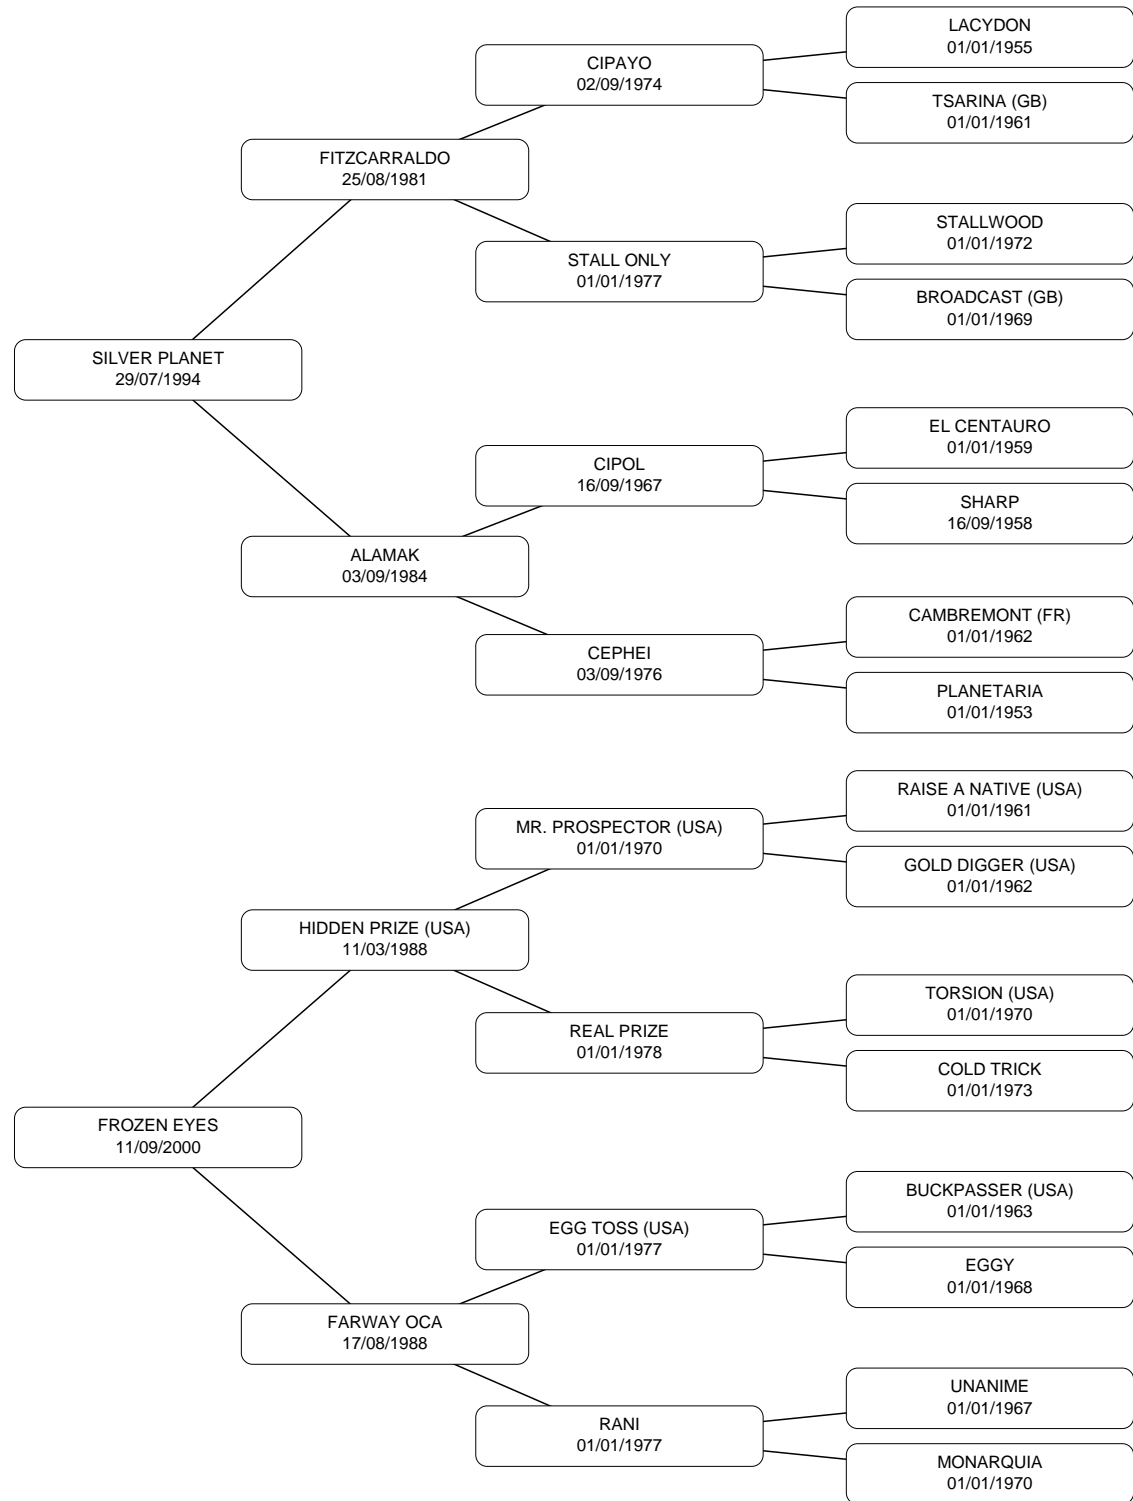 LACYDON
01/01/1955
CIPAYO
02/09/1974
TSARINA (GB)
01/01/1961
FITZCARRALDO
25/08/1981
STALLWOOD
01/01/1972
STALL ONLY
01/01/1977
BROADCAST (GB)
01/01/1969
SILVER PLANET
29/07/1994
EL CENTAURO
01/01/1959
CIPOL
16/09/1967
SHARP
16/09/1958
ALAMAK
03/09/1984
CAMBREMONT (FR)
01/01/1962
CEPHEI
03/09/1976
PLANETARIA
01/01/1953
RAISE A NATIVE (USA)
01/01/1961
MR. PROSPECTOR (USA)
01/01/1970
GOLD DIGGER (USA)
01/01/1962
HIDDEN PRIZE (USA)
11/03/1988
TORSION (USA)
01/01/1970
REAL PRIZE
01/01/1978
COLD TRICK
01/01/1973
FROZEN EYES
11/09/2000
BUCKPASSER (USA)
01/01/1963
EGG TOSS (USA)
01/01/1977
EGGY
01/01/1968
FARWAY OCA
17/08/1988
UNANIME
01/01/1967
RANI
01/01/1977
MONARQUIA
01/01/1970